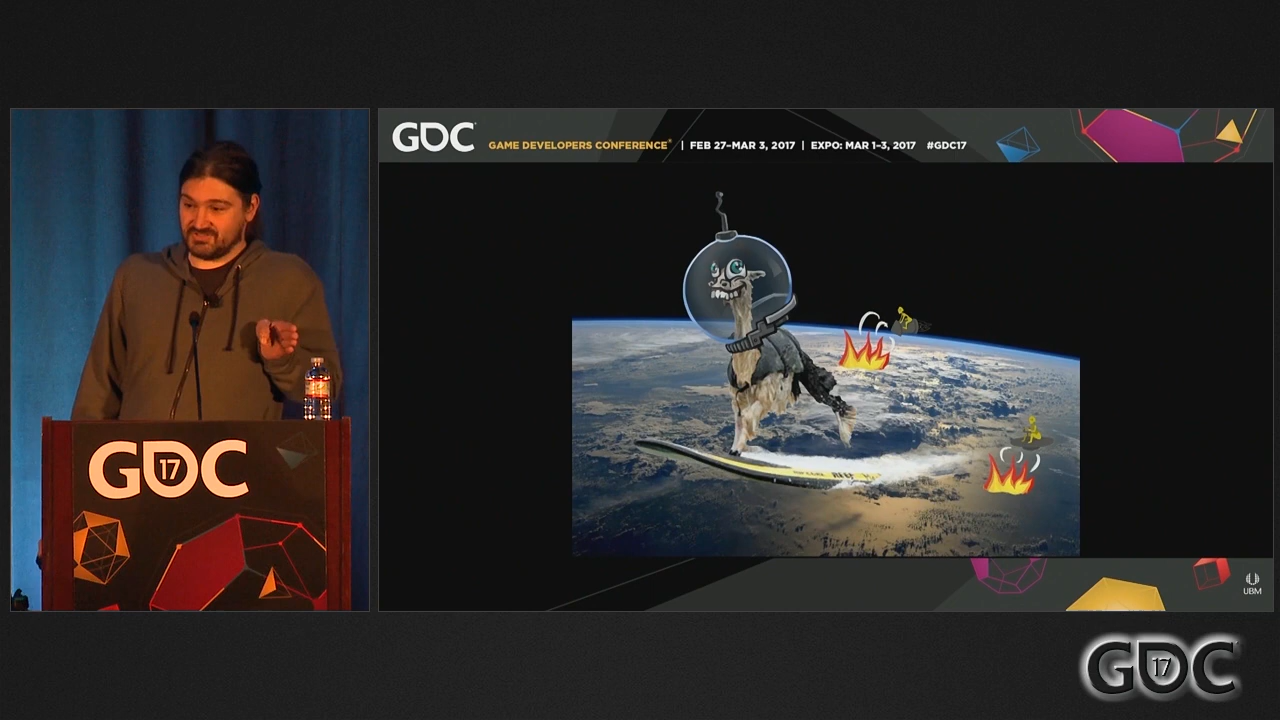 GDC GAME DEVELOPERS CONFERENCE® | FEB 27–MAR 3, 2017 | EXPO: MAR 1–3, 2017 #GDC17
GDC
17
UBM
GDC
17